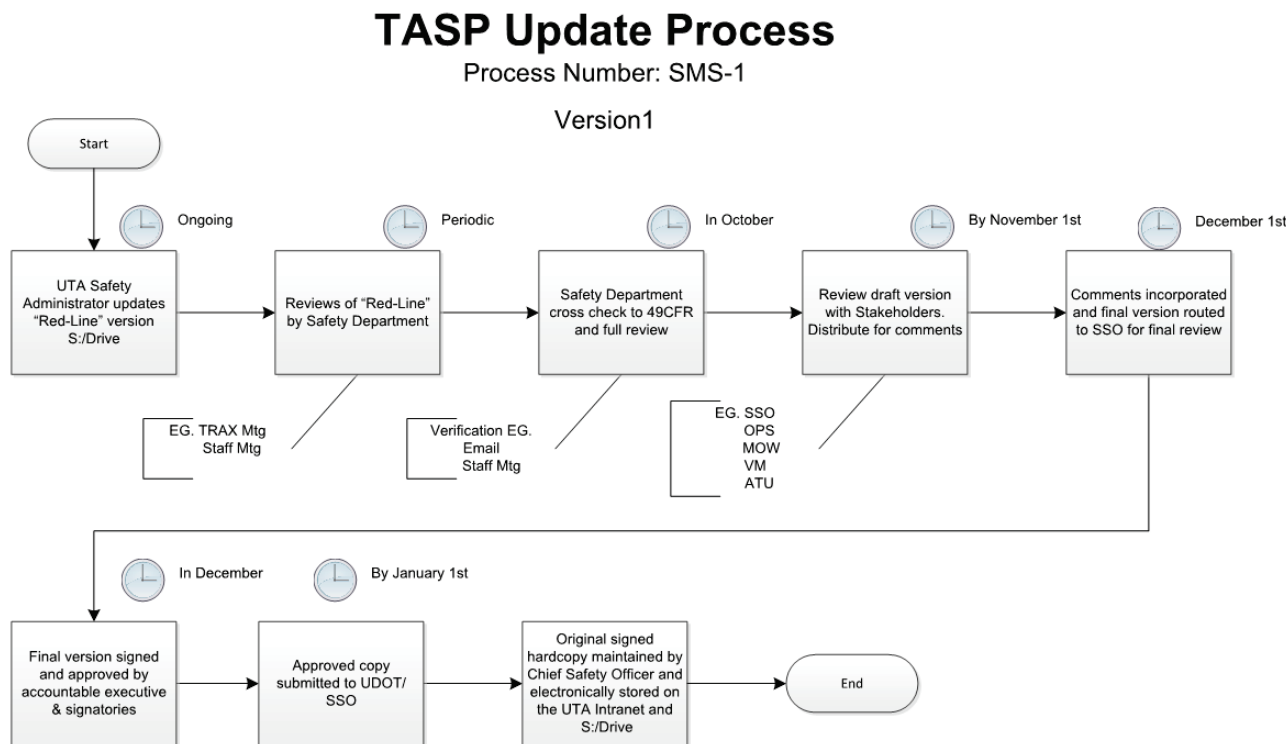 TASP Update Process
Process Number: SMS-1
Version1
Start
Ongoing
UTA Safety
Administrator updates
“Red-Line” version
S:/Drive
Periodic
Reviews of “Red-Line”
by Safety Department
EG. TRAX Mtg
Staff Mtg
In October
Safety Department
cross check to 49CFR
and full review
Verification EG.
Email
Staff Mtg
By November 1st
Review draft version
with Stakeholders.
Distribute for comments
EG. SSO
OPS
MOW
VM
ATU
December 1st
Comments incorporated
and final version routed
to SSO for final review
In December
Final version signed
and approved by
accountable executive
& signatories
By January 1st
Approved copy
submitted to UDOT/
SSO
Original signed
hardcopy maintained by
Chief Safety Officer and
electronically stored on
the UTA Intranet and
S:/Drive
End